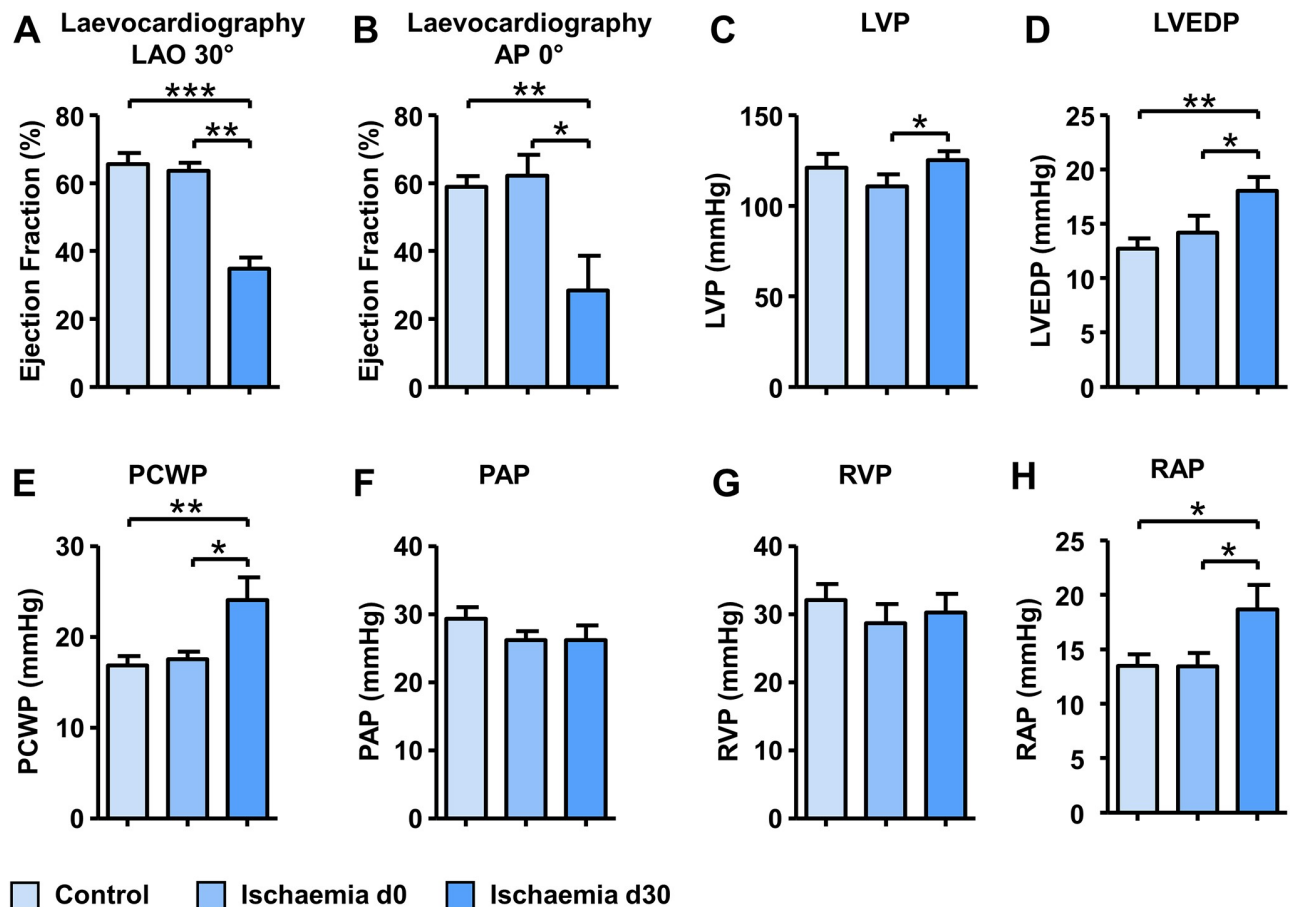 A Laevocardiography
LAO 30°
***
**
80
60
40
20
0
Ejection Fraction (%)
B Laevocardiography
AP 0°
**
*
80
60
40
20
0
Ejection Fraction (%)
C LVP
*
150
100
50
0
LVP (mmHg)
D LVEDP
**
*
25
20
15
10
5
0
LVEDP (mmHg)
E PCWP
**
*
30
20
10
0
PCWP (mmHg)
F PAP
40
30
20
10
0
PAP (mmHg)
G RVP
40
30
20
10
0
RVP (mmHg)
H RAP
*
*
25
20
15
10
5
0
RAP (mmHg)
Control Ischaemia d0 Ischaemia d30